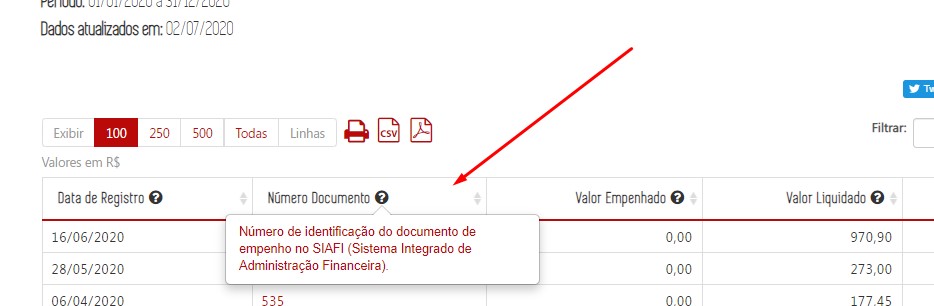 Período: 01/01/2020 a 31/12/2020
Dados atualizados em: 02/07/2020
Exibir 100 250 500 Todas Linhas CSV
Filtrar:
Valores em R$
Data de Registro ? Número Documento ? Valor Empenhado ? Valor Liquidado ?
Número de identificação do documento de
empenho no SIAFI (Sistema Integrado de
Administração Financeira).
16/06/2020 0,00 970,90
28/05/2020 0,00 273,00
06/04/2020 535 0,00 177,45